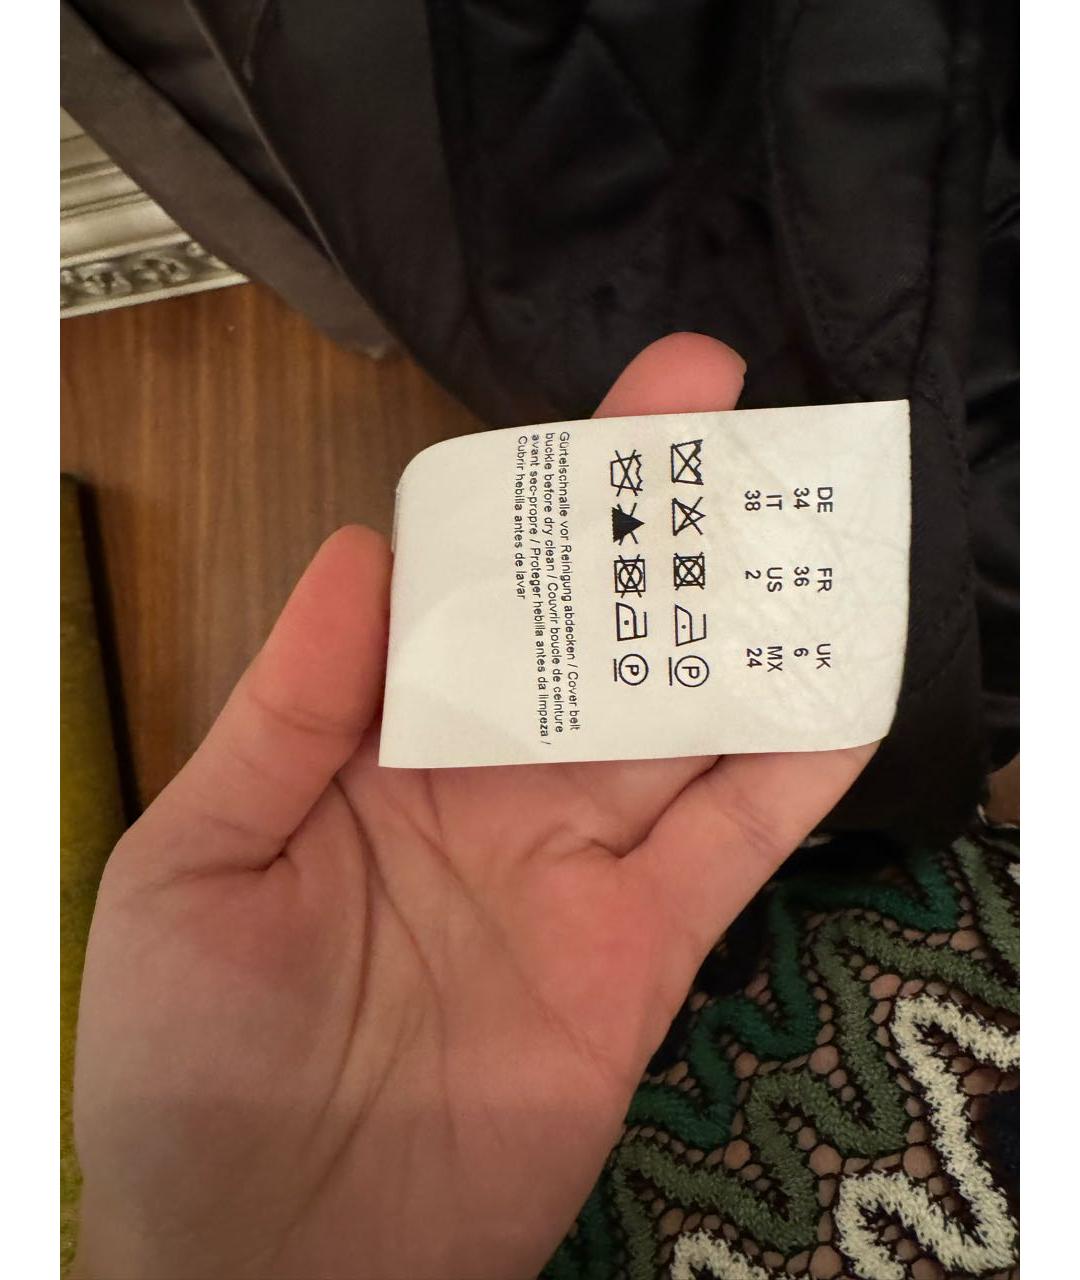 DE FR UK
34 36 6
IT US MX
38 2 24
P
P
Gürtelschnalle vor Reinigung abdecken / Cover belt
buckle before dry clean / Couvrir boucle de ceinture
avant sec-propre / Proteger hebilla antes da limpeza /
Cubrir hebilla antes de lavar